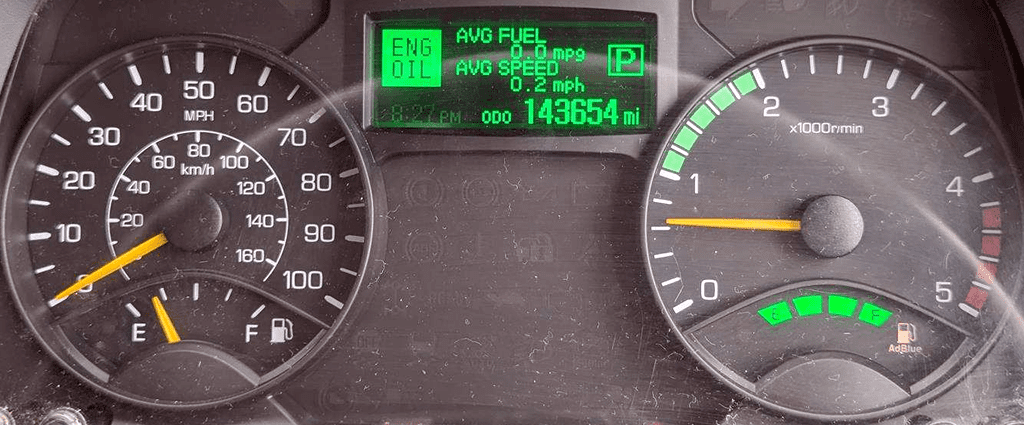 ENG
OIL
AVG FUEL
0.0 mpg
AVG SPEED
0.2 mph
P
8:27 PM
ODO 143654 mi
0
10
20
30
40
50
60
70
80
90
100
MPH
20
40
60
80
100
120
140
160
km/h
E
F
0
1
2
3
4
5
x1000r/min
E
F
AdBlue